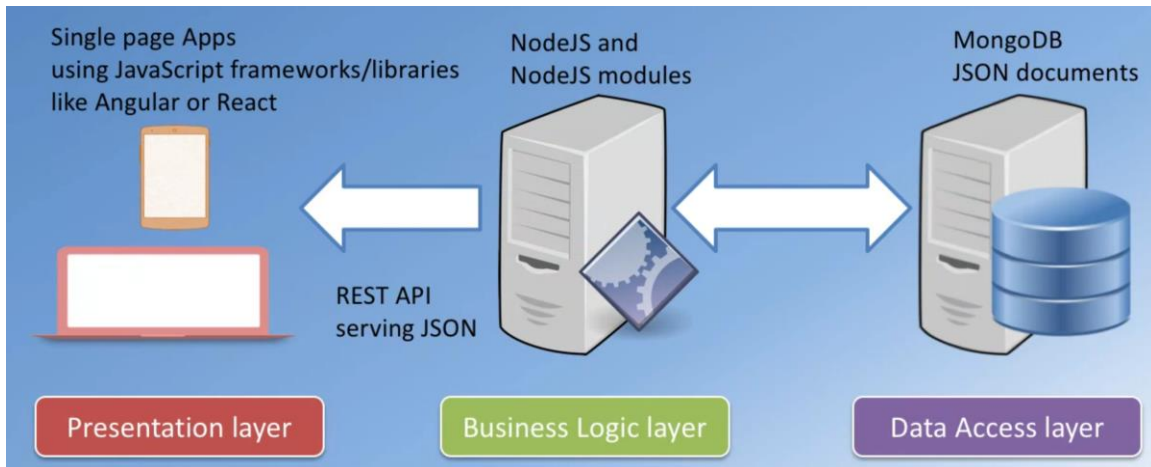 Single page Apps
using JavaScript frameworks/libraries
like Angular or React
NodeJS and
NodeJS modules
MongoDB
JSON documents
REST API
serving JSON
Presentation layer
Business Logic layer
Data Access layer